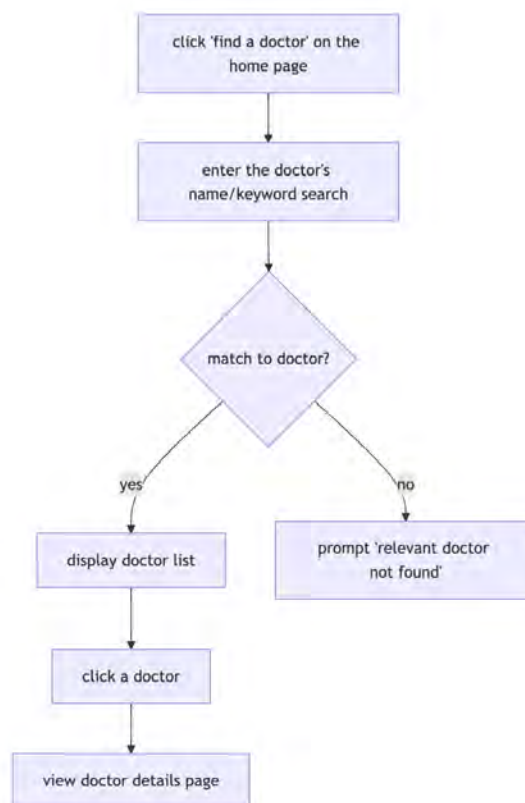 click 'find a doctor' on the
home page
enter the doctor's
name/keyword search
match to doctor?
yes
no
display doctor list
prompt 'relevant doctor
not found'
click a doctor
view doctor details page